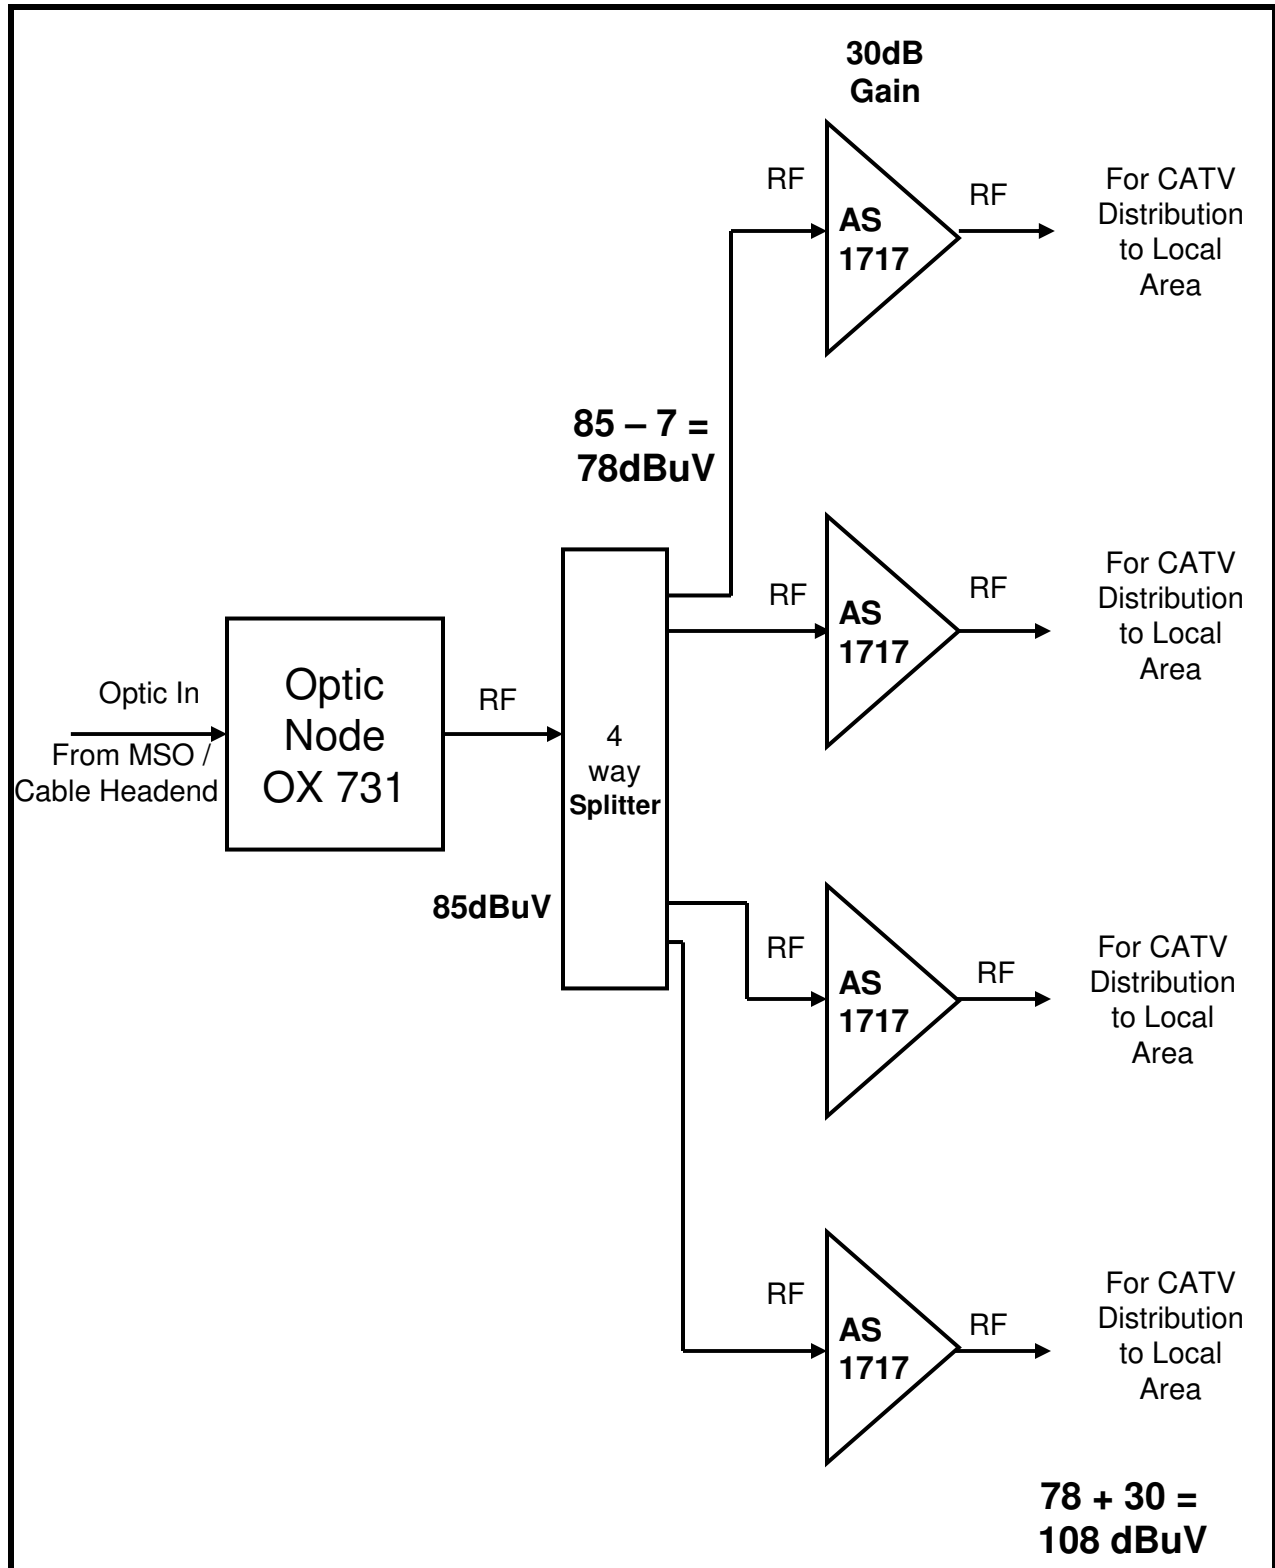 30dB
Gain
RF
AS
1717
RF
For CATV
Distribution
to Local
Area
85 – 7 =
78dBuV
RF
AS
1717
RF
For CATV
Distribution
to Local
Area
Optic In
From MSO /
Cable Headend
Optic
Node
OX 731
RF
4
way
Splitter
85dBuV
RF
AS
1717
RF
For CATV
Distribution
to Local
Area
RF
AS
1717
RF
For CATV
Distribution
to Local
Area
78 + 30 =
108 dBuV